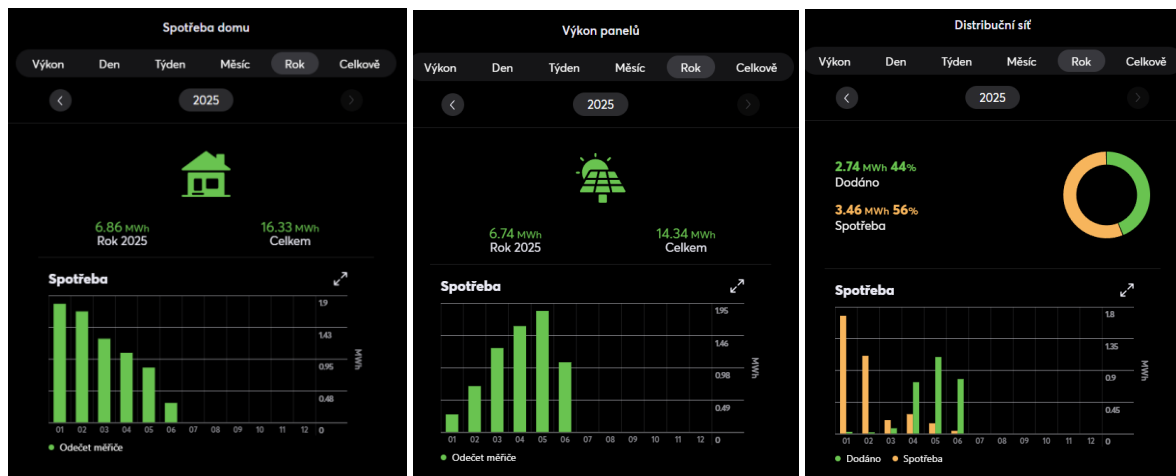 Spotřeba domu
Výkon Den Týden Měsíc Rok Celkově
2025
6.86 MWh 16.33 MWh
Rok 2025 Celkem
Spotřeba
1.9
1.43
0.95
0.48
0
MWh
01 02 03 04 05 06 07 08 09 10 11 12
Odečet měřiče
Výkon panelů
Výkon Den Týden Měsíc Rok Celkově
2025
6.74 MWh 14.34 MWh
Rok 2025 Celkem
Spotřeba
1.95
1.46
0.98
0.49
0
MWh
01 02 03 04 05 06 07 08 09 10 11 12
Odečet měřiče
Distribuční síť
Výkon Den Týden Měsíc Rok Celkově
2025
2.74 MWh 44%
Dodáno
3.46 MWh 56%
Spotřeba
Spotřeba
1.8
1.35
0.9
0.45
0
MWh
01 02 03 04 05 06 07 08 09 10 11 12
Dodáno Spotřeba